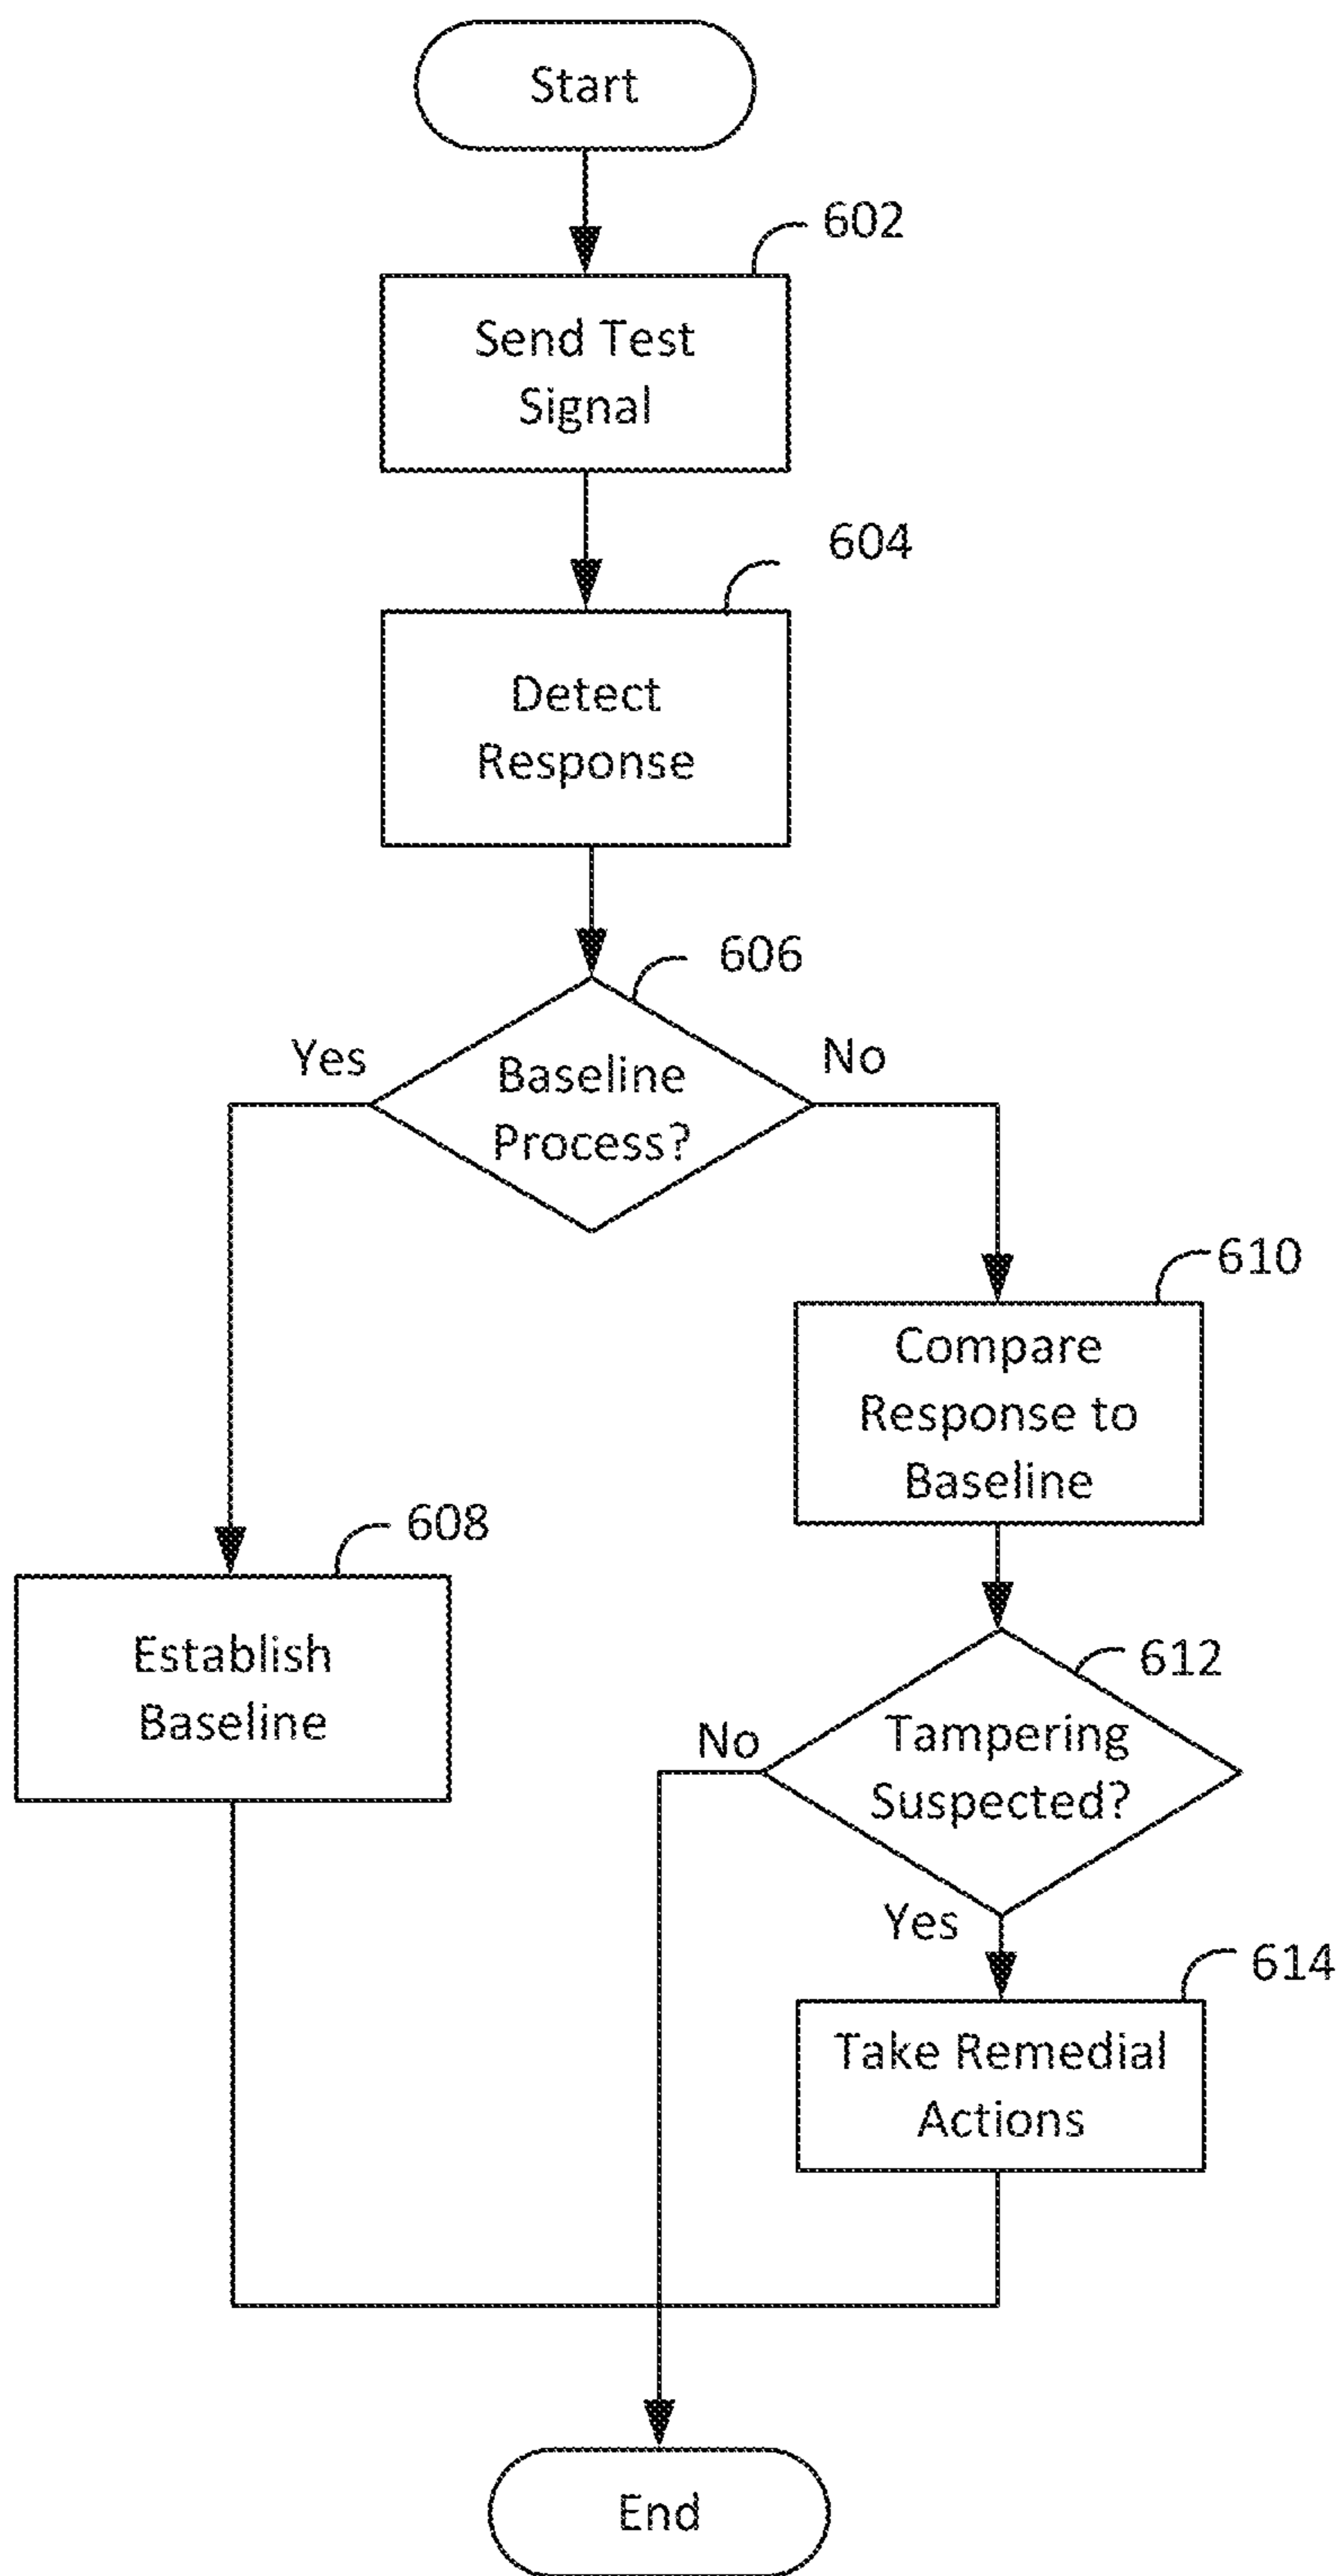 Start
602
Send Test
Signal
604
Detect
Response
606
Yes
No
Baseline
Process?
610
Compare
Response to
Baseline
608
Establish
Baseline
612
No
Tampering
Suspected?
Yes
614
Take Remedial
Actions
End